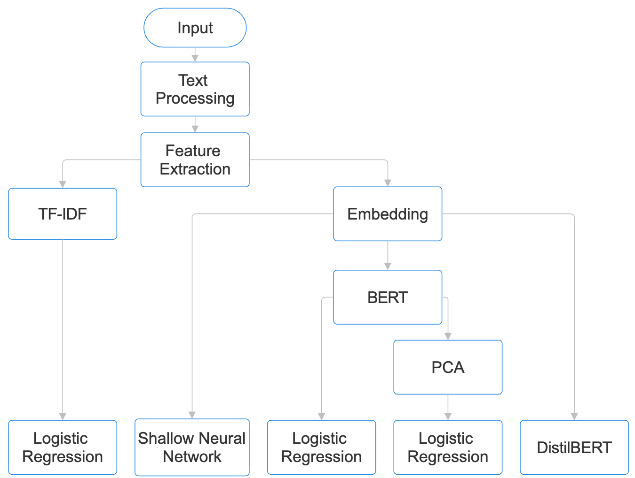 Input
Text
Processing
Feature
Extraction
TF-IDF
Embedding
BERT
PCA
Logistic
Regression
Shallow Neural
Network
Logistic
Regression
Logistic
Regression
DistilBERT